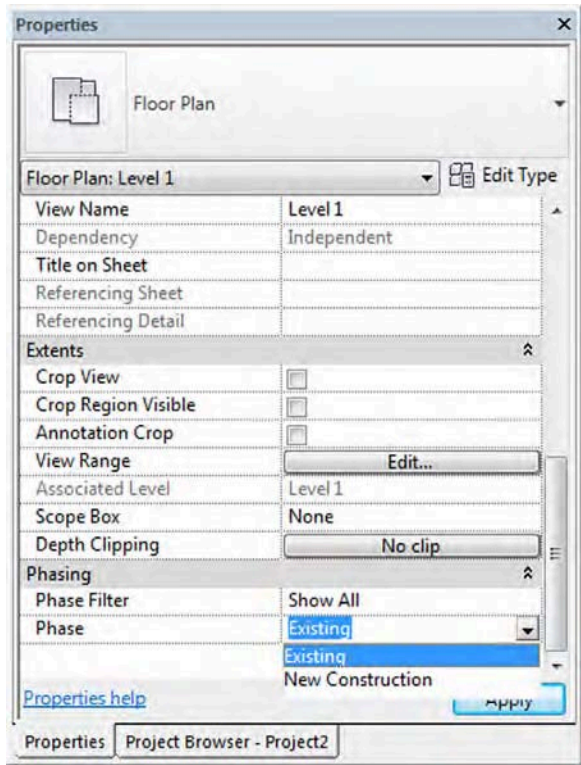 Properties
Floor Plan
Floor Plan: Level 1 Edit Type
View Name Level 1
Dependency Independent
Title on Sheet
Referencing Sheet
Referencing Detail
Extents
Crop View
Crop Region Visible
Annotation Crop
View Range Edit...
Associated Level Level 1
Scope Box None
Depth Clipping No clip
Phasing
Phase Filter Show All
Phase Existing
Existing
New Construction
Properties help Apply
Properties Project Browser - Project2